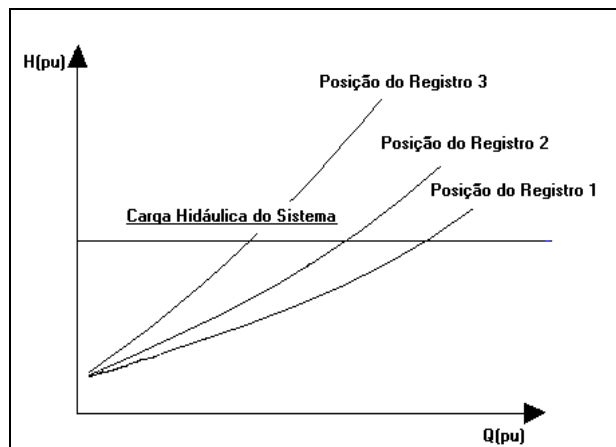 H(pu)
Posição do Registro 3
Posição do Registro 2
Posição do Registro 1
Carga Hidáulica do Sistema
Q(pu)